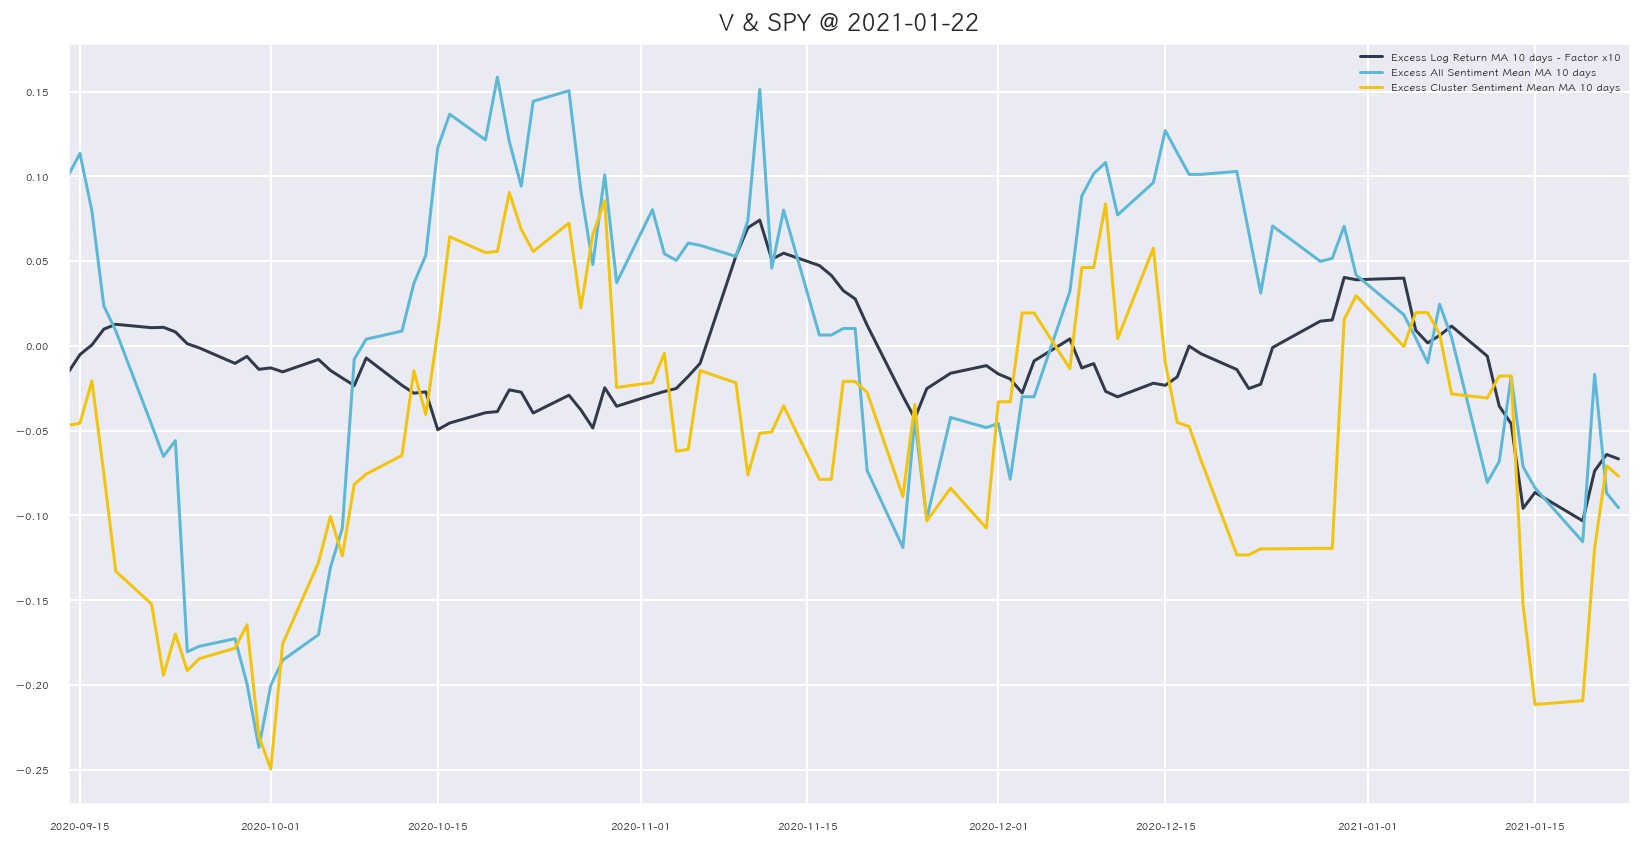 V & SPY @ 2021-01-22
Excess Log Return MA 10 days - Factor x10
Excess All Sentiment Mean MA 10 days
Excess Cluster Sentiment Mean MA 10 days
0.15
0.10
0.05
0.00
−0.05
−0.10
−0.15
−0.20
−0.25
2020-09-15 2020-10-01 2020-10-15 2020-11-01 2020-11-15 2020-12-01 2020-12-15 2021-01-01 2021-01-15